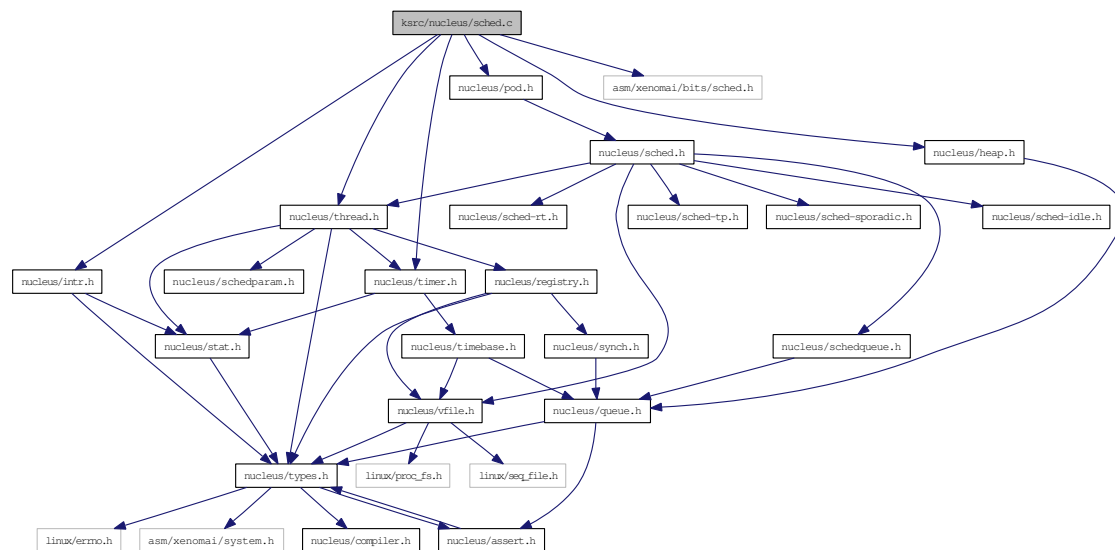 ksrc/nucleus/sched.c
nucleus/pod.h
asm/xenomai/bits/sched.h
nucleus/sched.h
nucleus/heap.h
nucleus/thread.h
nucleus/sched-rt.h
nucleus/sched-tp.h
nucleus/sched-sporadic.h
nucleus/sched-idle.h
nucleus/intr.h
nucleus/schedparam.h
nucleus/timer.h
nucleus/registry.h
nucleus/stat.h
nucleus/timebase.h
nucleus/synch.h
nucleus/schedqueue.h
nucleus/vfile.h
nucleus/queue.h
nucleus/types.h
linux/proc_fs.h
linux/seq_file.h
linux/errno.h
asm/xenomai/system.h
nucleus/compiler.h
nucleus/assert.h